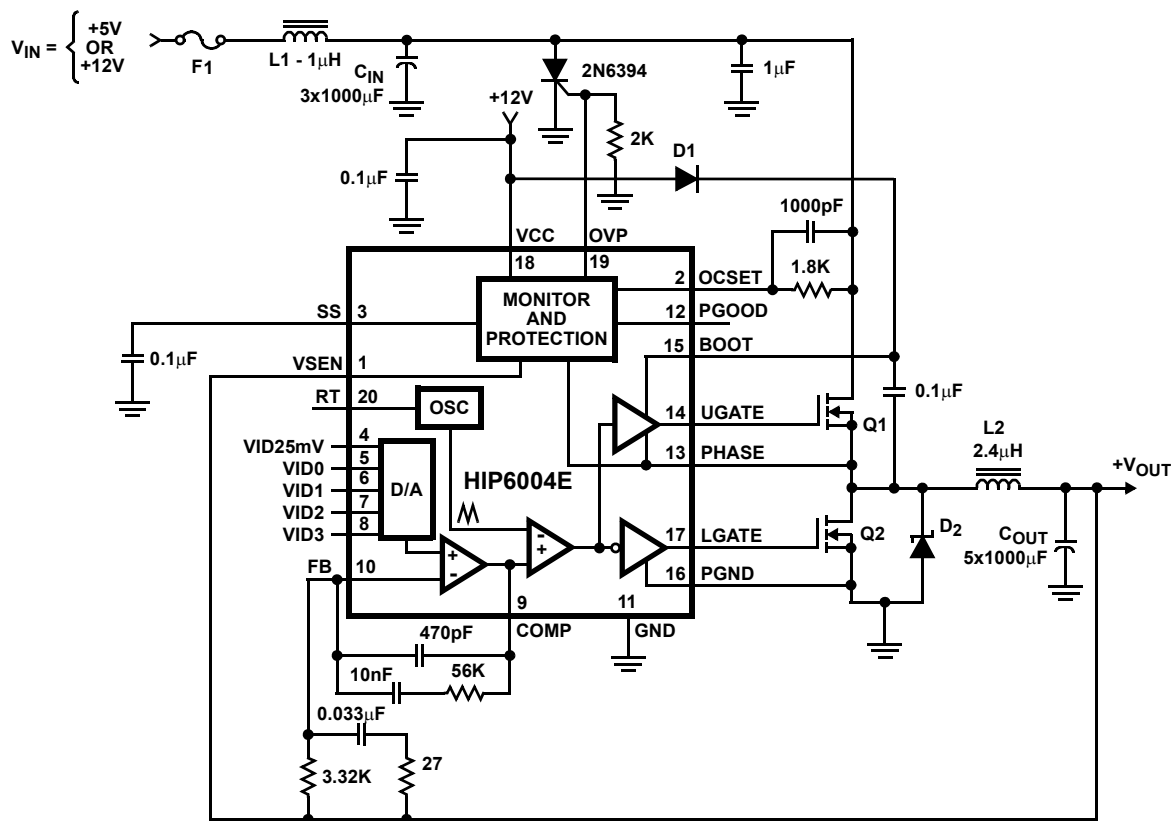 +5V
V_IN =
OR
+12V
F1
L1 - 1µH
C_IN
3x1000µF
2N6394
1µF
+12V
2K
0.1µF
D1
1000pF
VCC
OVP
18
19
2
OCSET
1.8K
MONITOR
AND
PROTECTION
SS
3
12
PGOOD
0.1µF
15
BOOT
VSEN
1
RT
20
OSC
0.1µF
14
UGATE
Q1
VID25mV
4
VID0
5
VID1
6
VID2
7
VID3
8
D/A
HIP6004E
13
PHASE
L2
2.4µH
+V_OUT
+
-
-
+
17
LGATE
Q2
D2
C_OUT
5x1000µF
FB
10
16
PGND
9
11
COMP
GND
470pF
10nF
56K
0.033µF
3.32K
27